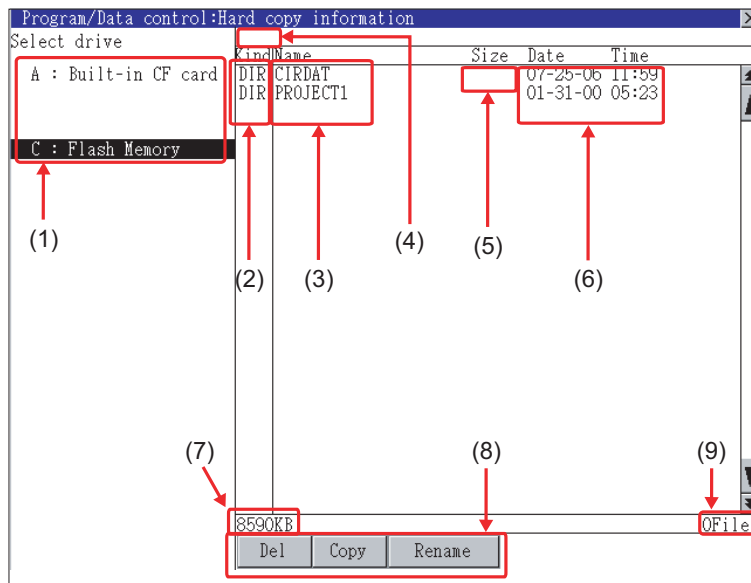 Program/Data control:Hard copy information
Select drive
Kind Name Size Date Time
A : Built-in CF card
DIR CIRDAT 07-25-06 11:59
DIR PROJECT1 01-31-00 05:23
C : Flash Memory
(1)
(2)
(3)
(4)
(5)
(6)
(7)
(8)
(9)
8590KB
0File
Del Copy Rename